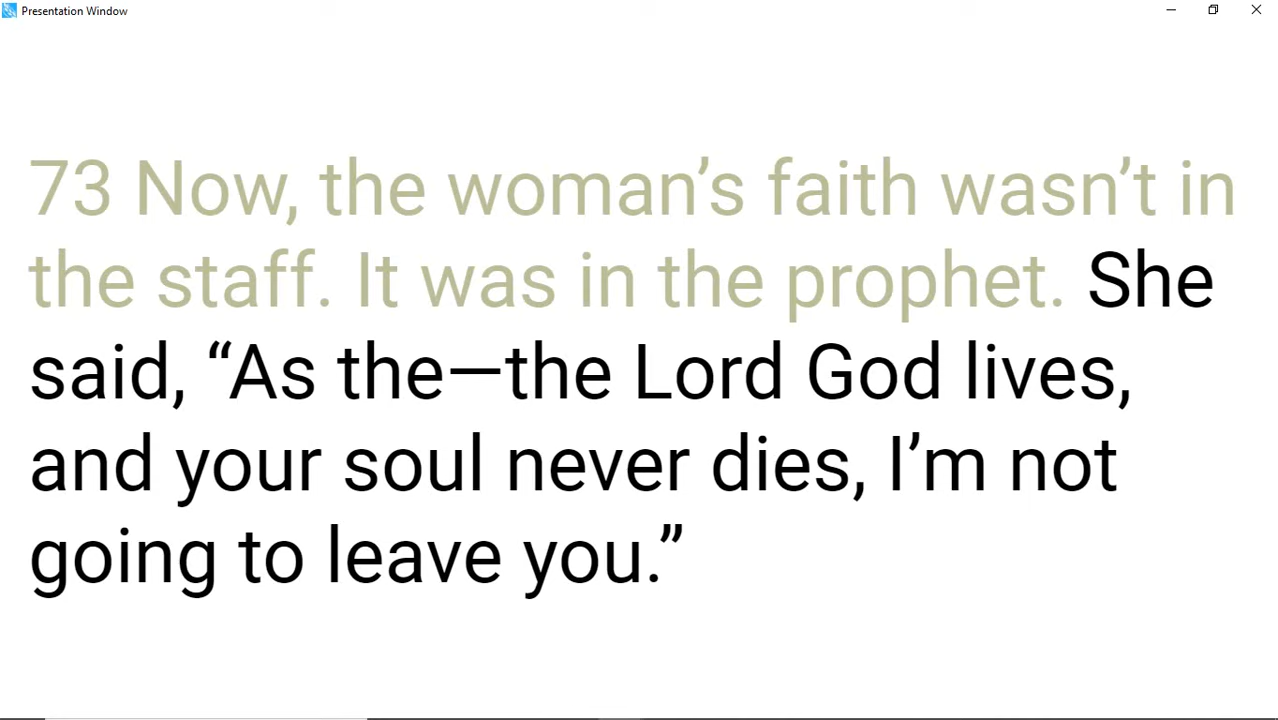 Presentation Window
73 Now, the woman’s faith wasn’t in
the staff. It was in the prophet. She
said, “As the—the Lord God lives,
and your soul never dies, I’m not
going to leave you.”